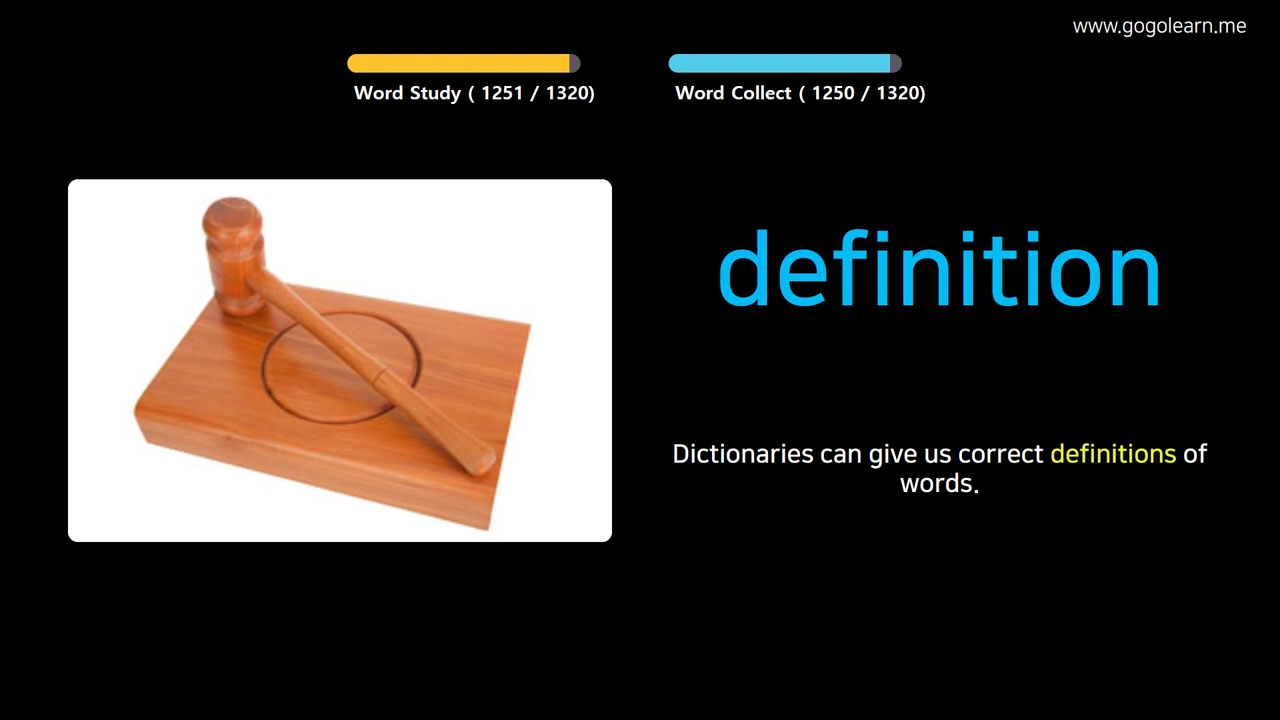 www.gogolearn.me
Word Study ( 1251 / 1320)
Word Collect ( 1250 / 1320)
definition
Dictionaries can give us correct definitions of
words.